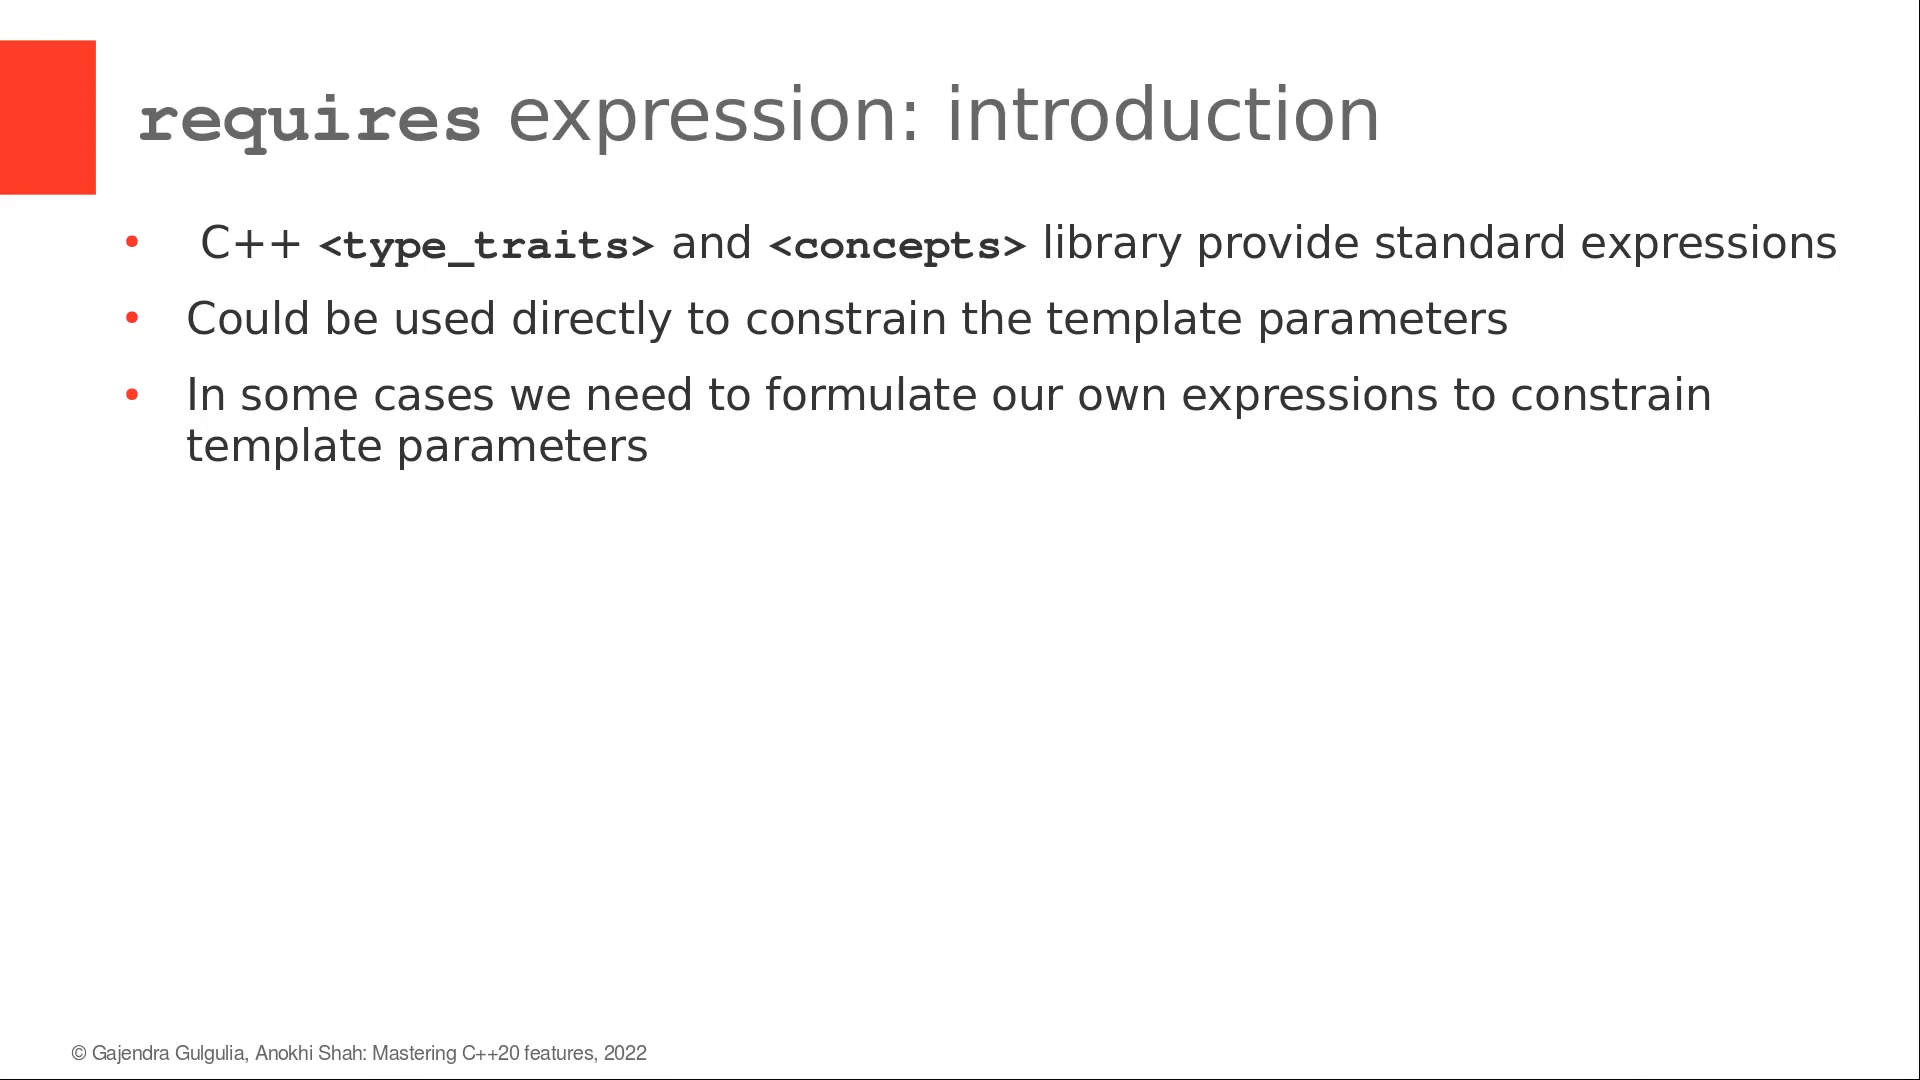 requires expression: introduction
• C++ <type_traits> and <concepts> library provide standard expressions
• Could be used directly to constrain the template parameters
• In some cases we need to formulate our own expressions to constrain
template parameters
© Gajendra Gulgulia, Anokhi Shah: Mastering C++20 features, 2022